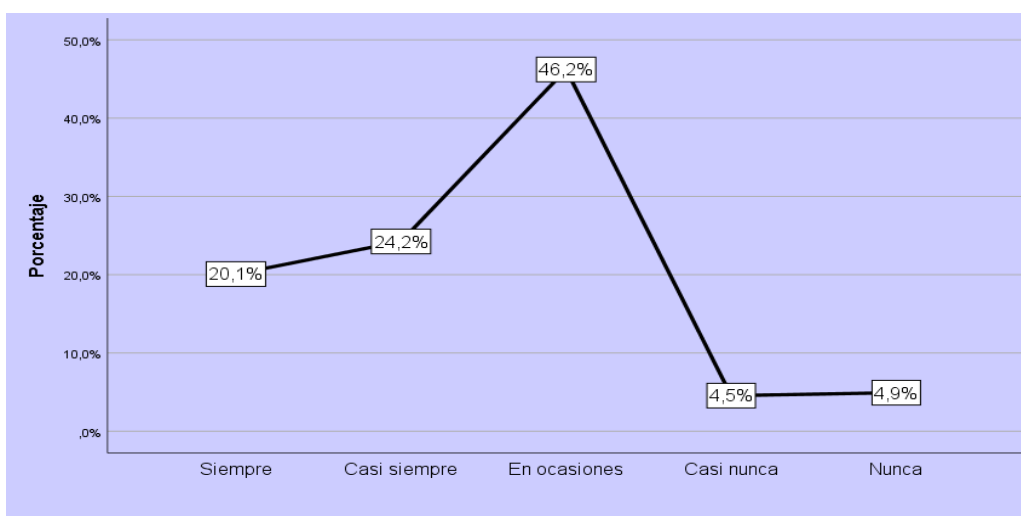 50,0%
40,0%
30,0%
20,0%
10,0%
,0%
Porcentaje
20,1%
24,2%
46,2%
4,5%
4,9%
Siempre
Casi siempre
En ocasiones
Casi nunca
Nunca